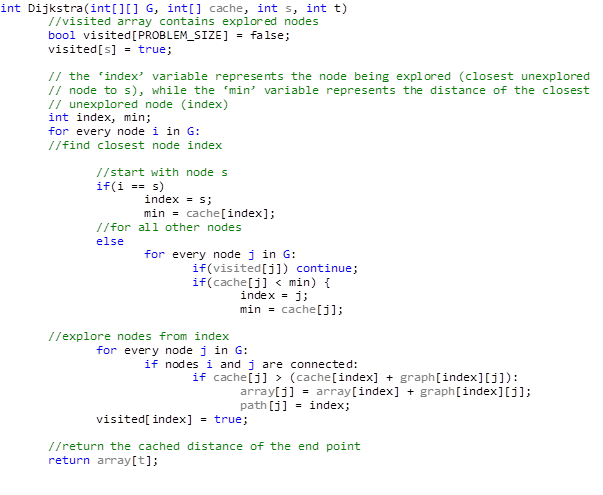 int Dijkstra(int[][] G, int[] cache, int s, int t)
//visited array contains explored nodes
bool visited[PROBLEM_SIZE] = false;
visited[s] = true;
// the ‘index’ variable represents the node being explored (closest unexplored
// node to s), while the ‘min’ variable represents the distance of the closest
// unexplored node (index)
int index, min;
for every node i in G:
//find closest node index
//start with node s
if(i == s)
index = s;
min = cache[index];
//for all other nodes
else
for every node j in G:
if(visited[j]) continue;
if(cache[j] < min) {
index = j;
min = cache[j];
//explore nodes from index
for every node j in G:
if nodes i and j are connected:
if cache[j] > (cache[index] + graph[index][j]):
array[j] = array[index] + graph[index][j];
path[j] = index;
visited[index] = true;
//return the cached distance of the end point
return array[t];